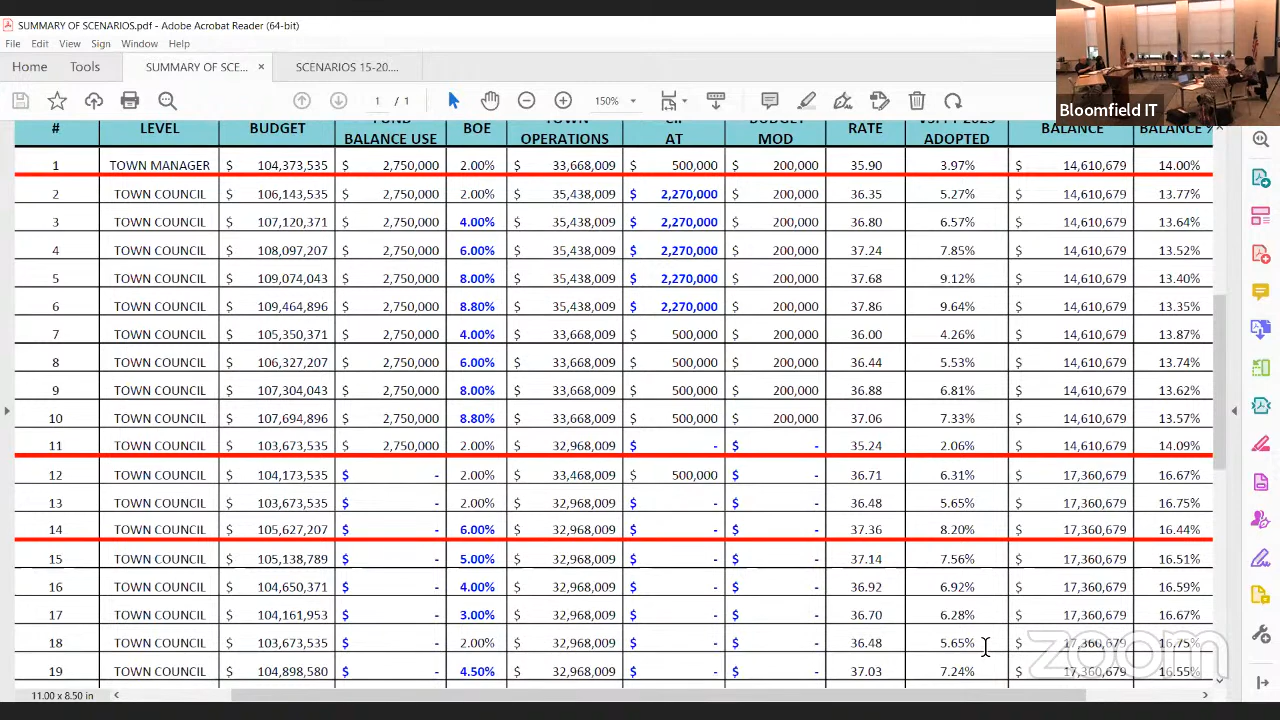 SUMMARY OF SCENARIOS.pdf - Adobe Acrobat Reader (64-bit)
File Edit View Sign Window Help
Home Tools SUMMARY OF SCE... × SCENARIOS 15-20....
1 / 1 150%
# LEVEL BUDGET BALANCE USE BOE OPERATIONS AT MOD RATE ADOPTED BALANCE
1 TOWN MANAGER $ 104,373,535 $ 2,750,000 2.00% $ 33,668,009 $ 500,000 $ 200,000 35.90 3.97% $ 14,610,679 14.00%
2 TOWN COUNCIL $ 106,143,535 $ 2,750,000 2.00% $ 35,438,009 $ 2,270,000 $ 200,000 36.35 5.27% $ 14,610,679 13.77%
3 TOWN COUNCIL $ 107,120,371 $ 2,750,000 4.00% $ 35,438,009 $ 2,270,000 $ 200,000 36.80 6.57% $ 14,610,679 13.64%
4 TOWN COUNCIL $ 108,097,207 $ 2,750,000 6.00% $ 35,438,009 $ 2,270,000 $ 200,000 37.24 7.85% $ 14,610,679 13.52%
5 TOWN COUNCIL $ 109,074,043 $ 2,750,000 8.00% $ 35,438,009 $ 2,270,000 $ 200,000 37.68 9.12% $ 14,610,679 13.40%
6 TOWN COUNCIL $ 109,464,896 $ 2,750,000 8.80% $ 35,438,009 $ 2,270,000 $ 200,000 37.86 9.64% $ 14,610,679 13.35%
7 TOWN COUNCIL $ 105,350,371 $ 2,750,000 4.00% $ 33,668,009 $ 500,000 $ 200,000 36.00 4.26% $ 14,610,679 13.87%
8 TOWN COUNCIL $ 106,327,207 $ 2,750,000 6.00% $ 33,668,009 $ 500,000 $ 200,000 36.44 5.53% $ 14,610,679 13.74%
9 TOWN COUNCIL $ 107,304,043 $ 2,750,000 8.00% $ 33,668,009 $ 500,000 $ 200,000 36.88 6.81% $ 14,610,679 13.62%
10 TOWN COUNCIL $ 107,694,896 $ 2,750,000 8.80% $ 33,668,009 $ 500,000 $ 200,000 37.06 7.33% $ 14,610,679 13.57%
11 TOWN COUNCIL $ 103,673,535 $ 2,750,000 2.00% $ 32,968,009 $ - $ - 35.24 2.06% $ 14,610,679 14.09%
12 TOWN COUNCIL $ 104,173,535 $ - 2.00% $ 33,468,009 $ 500,000 $ - 36.71 6.31% $ 17,360,679 16.67%
13 TOWN COUNCIL $ 103,673,535 $ - 2.00% $ 32,968,009 $ - $ - 36.48 5.65% $ 17,360,679 16.75%
14 TOWN COUNCIL $ 105,627,207 $ - 6.00% $ 32,968,009 $ - $ - 37.36 8.20% $ 17,360,679 16.44%
15 TOWN COUNCIL $ 105,138,789 $ - 5.00% $ 32,968,009 $ - $ - 37.14 7.56% $ 17,360,679 16.51%
16 TOWN COUNCIL $ 104,650,371 $ - 4.00% $ 32,968,009 $ - $ - 36.92 6.92% $ 17,360,679 16.59%
17 TOWN COUNCIL $ 104,161,953 $ - 3.00% $ 32,968,009 $ - $ - 36.70 6.28% $ 17,360,679 16.67%
18 TOWN COUNCIL $ 103,673,535 $ - 2.00% $ 32,968,009 $ - $ - 36.48 5.65% $ 17,360,679 16.75%
19 TOWN COUNCIL $ 104,898,580 $ - 4.50% $ 32,968,009 $ - $ - 37.03 7.24% $ 17,360,679 16.55%
11.00 x 8.50 in
Bloomfield IT
zoom